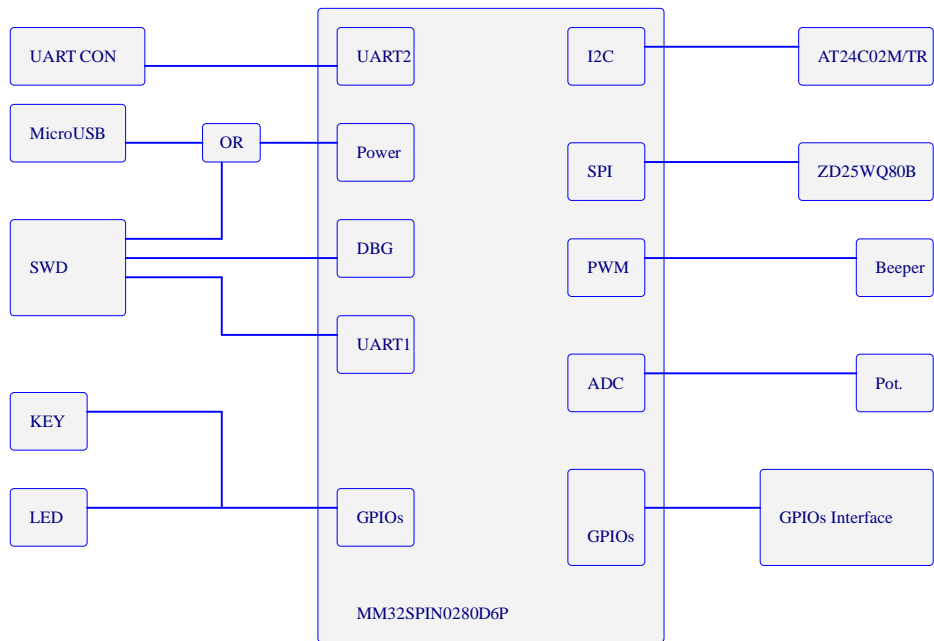 UART CON
UART2
I2C
AT24C02M/TR
MicroUSB
OR
Power
SPI
ZD25WQ80B
SWD
DBG
PWM
Beeper
UART1
ADC
Pot.
KEY
LED
GPIOs
GPIOs Interface
GPIOs
MM32SPIN0280D6P